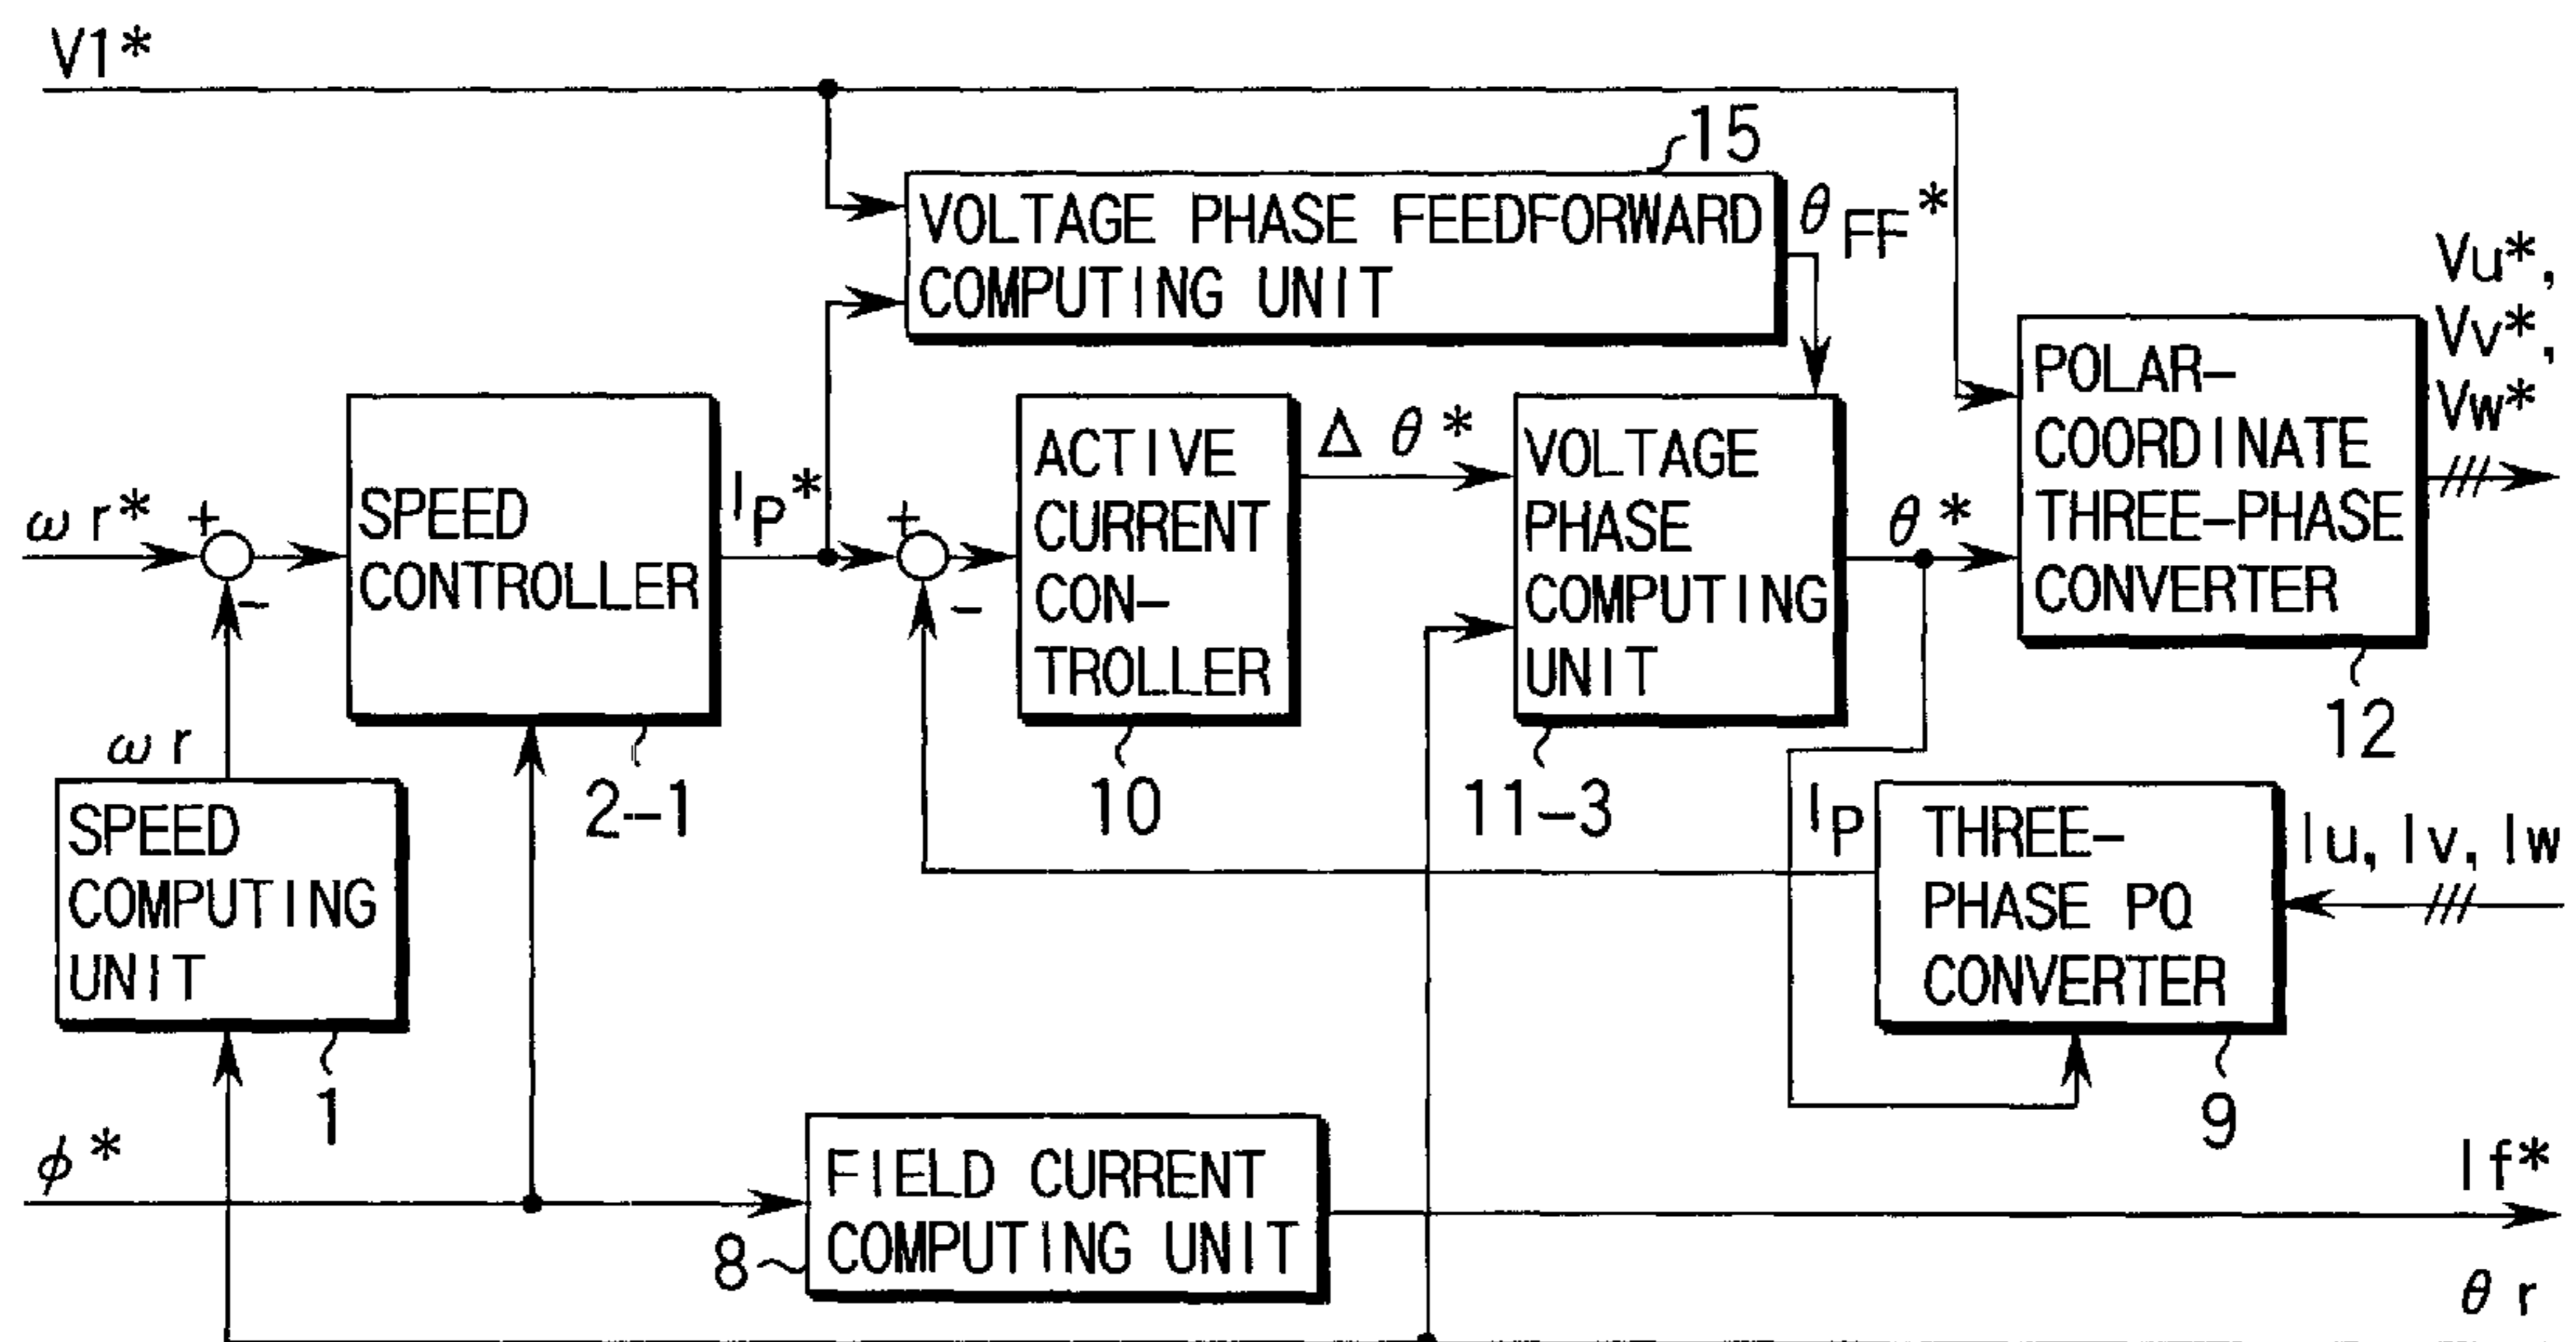 V1*
15
VOLTAGE PHASE FEEDFORWARD
COMPUTING UNIT
θFF*
Vu*,
Vv*,
Vw*
POLAR-
COORDINATE
THREE-PHASE
CONVERTER
12
ωr*
+
-
SPEED
CONTROLLER
2-1
IP*
+
-
ACTIVE
CURRENT
CON-
TROLLER
10
Δθ*
VOLTAGE
PHASE
COMPUTING
UNIT
11-3
θ*
ωr
SPEED
COMPUTING
UNIT
1
IP
THREE-
PHASE PQ
CONVERTER
9
Iu, Iv, Iw
φ*
FIELD CURRENT
COMPUTING UNIT
8
If*
θr